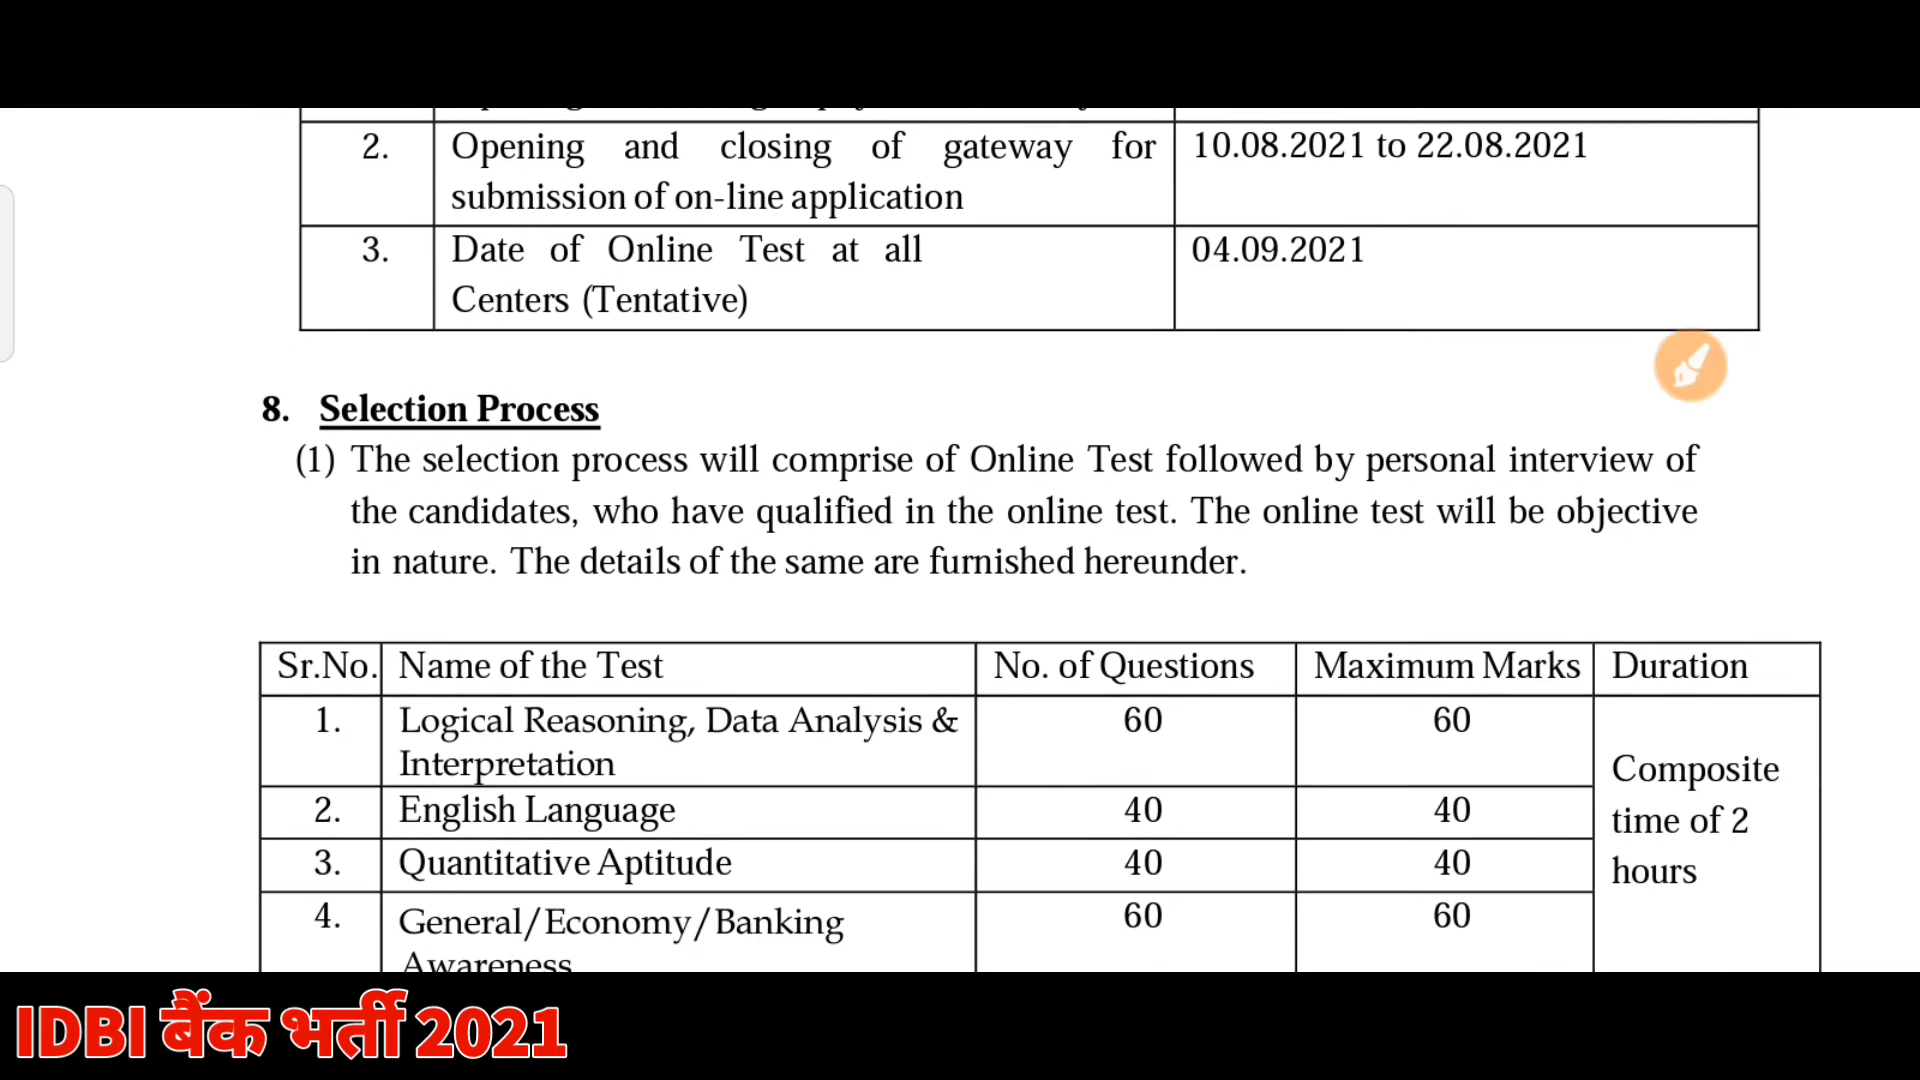 2. Opening and closing of gateway for 10.08.2021 to 22.08.2021
submission of on-line application
3. Date of Online Test at all 04.09.2021
Centers (Tentative)
8. Selection Process
(1) The selection process will comprise of Online Test followed by personal interview of
the candidates, who have qualified in the online test. The online test will be objective
in nature. The details of the same are furnished hereunder.
Sr.No. Name of the Test No. of Questions Maximum Marks Duration
1. Logical Reasoning, Data Analysis & 60 60
Interpretation
Composite
2. English Language 40 40
time of 2
3. Quantitative Aptitude 40 40
hours
4. General/Economy/Banking 60 60
Awareness
IDBI बैंक भर्ती 2021